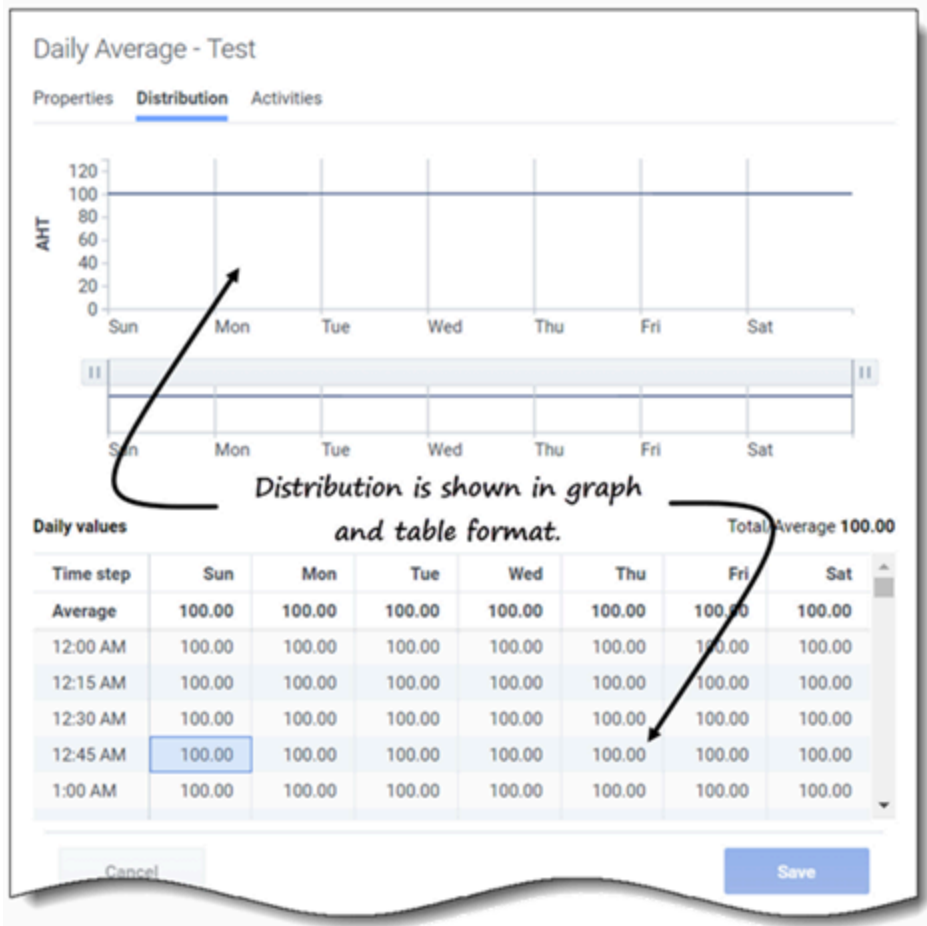 Daily Average - Test
Properties Distribution Activities
120
100
80
60
40
20
0
AHT
Sun Mon Tue Wed Thu Fri Sat
Sun Mon Tue Wed Thu Fri Sat
Distribution is shown in graph
and table format.
Daily values Total/Average 100.00
Time step Sun Mon Tue Wed Thu Fri Sat
Average 100.00 100.00 100.00 100.00 100.00 100.00 100.00
12:00 AM 100.00 100.00 100.00 100.00 100.00 100.00 100.00
12:15 AM 100.00 100.00 100.00 100.00 100.00 100.00 100.00
12:30 AM 100.00 100.00 100.00 100.00 100.00 100.00 100.00
12:45 AM 100.00 100.00 100.00 100.00 100.00 100.00 100.00
1:00 AM 100.00 100.00 100.00 100.00 100.00 100.00 100.00
Cancel Save